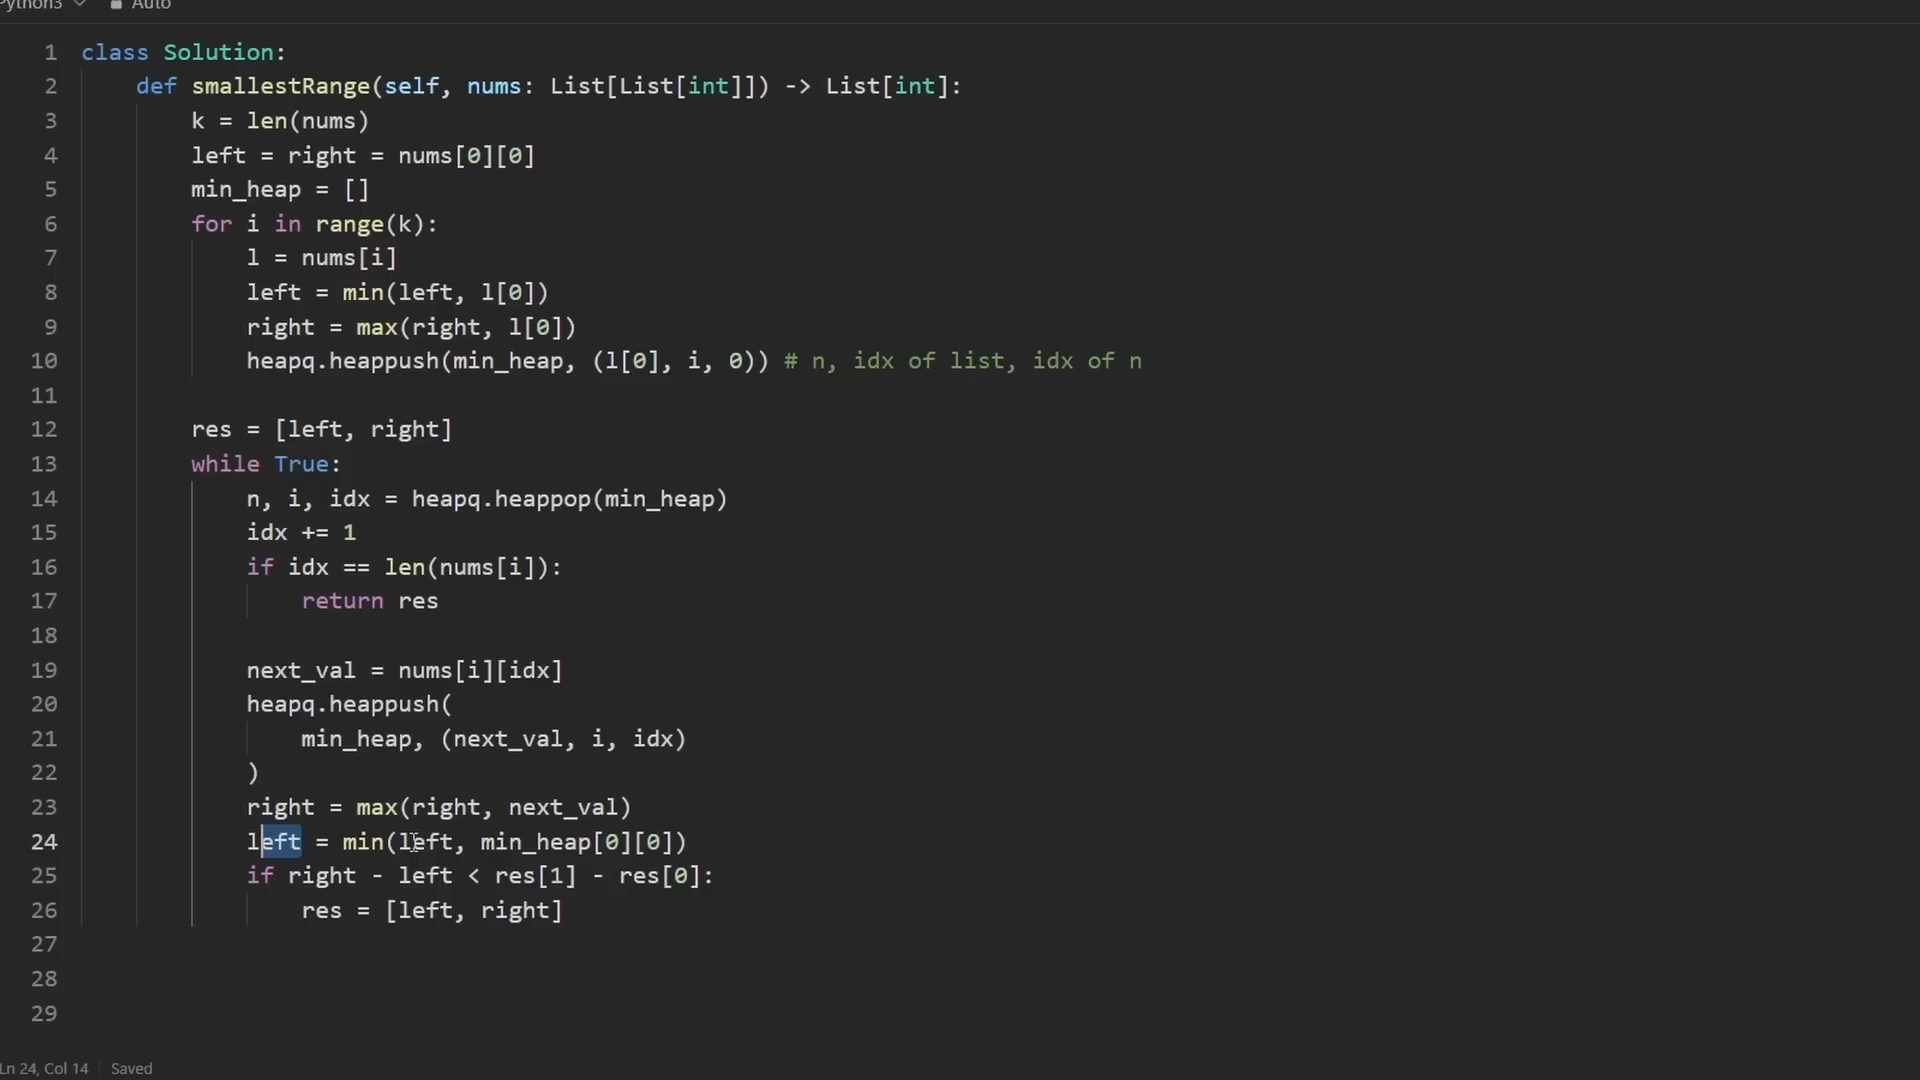 Python3 Auto
1 class Solution:
2 def smallestRange(self, nums: List[List[int]]) -> List[int]:
3 k = len(nums)
4 left = right = nums[0][0]
5 min_heap = []
6 for i in range(k):
7 l = nums[i]
8 left = min(left, l[0])
9 right = max(right, l[0])
10 heapq.heappush(min_heap, (l[0], i, 0)) # n, idx of list, idx of n
11
12 res = [left, right]
13 while True:
14 n, i, idx = heapq.heappop(min_heap)
15 idx += 1
16 if idx == len(nums[i]):
17 return res
18
19 next_val = nums[i][idx]
20 heapq.heappush(
21 min_heap, (next_val, i, idx)
22 )
23 right = max(right, next_val)
24 left = min(left, min_heap[0][0])
25 if right - left < res[1] - res[0]:
26 res = [left, right]
27
28
29
Ln 24, Col 14 Saved